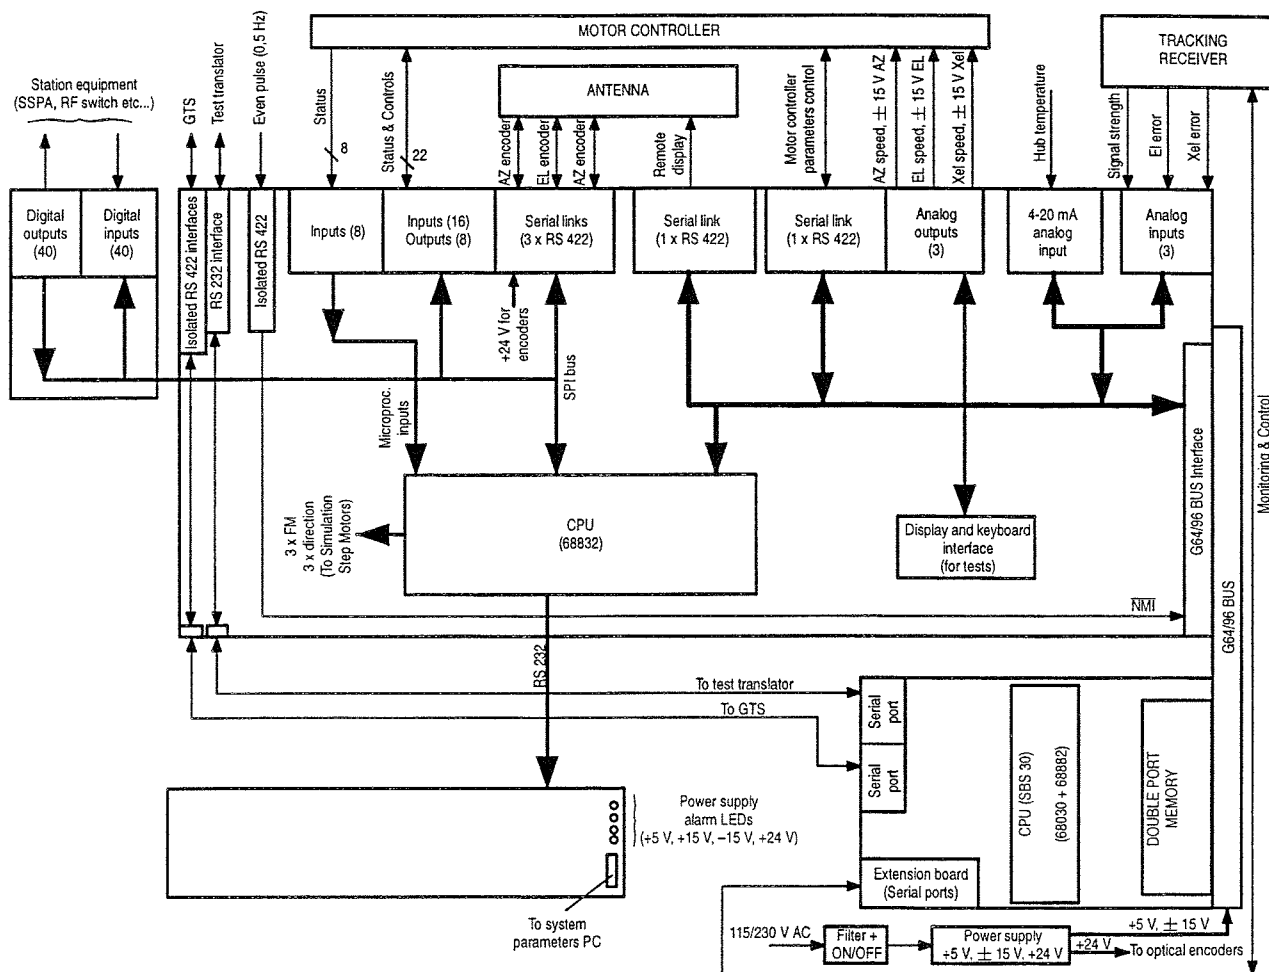 MOTOR CONTROLLER
TRACKING
RECEIVER
Station equipment
(SSPA, RF switch etc...)
GTS
Test translator
Even pulse (0,5 Hz)
Status
8
Status & Controls
22
ANTENNA
AZ encoder
EL encoder
AZ encoder
Remote
display
Motor controller
parameters control
AZ speed, ± 15 V AZ
EL speed, ± 15 V EL
Xel speed, ± 15 V Xel
Hub temperature
Signal strength
El error
Xel error
Digital
outputs
(40)
Digital
inputs
(40)
Isolated RS 422 interfaces
RS 232 interface
Isolated RS 422
Inputs (8)
Inputs (16)
Outputs (8)
Serial links
(3 x RS 422)
Serial link
(1 x RS 422)
Serial link
(1 x RS 422)
Analog
outputs
(3)
4-20 mA
analog
input
Analog
inputs
(3)
+24 V for
encoders
SPI bus
Microproc.
inputs
CPU
(68832)
3 x FM
3 x direction
(To Simulation
Step Motors)
Display and keyboard
interface
(for tests)
G64/96 BUS Interface
G64/96 BUS
Monitoring & Control
NMI
RS 232
To test translator
To GTS
Serial
port
Serial
port
CPU (SBS 30)
(68030 + 68882)
DOUBLE PORT
MEMORY
Extension board
(Serial ports)
Power supply
alarm LEDs
(+5 V, +15 V, –15 V, +24 V)
To system
parameters PC
115/230 V AC
Filter +
ON/OFF
Power supply
+5 V, ± 15 V, +24 V
+5 V, ± 15 V
+24 V
To optical encoders